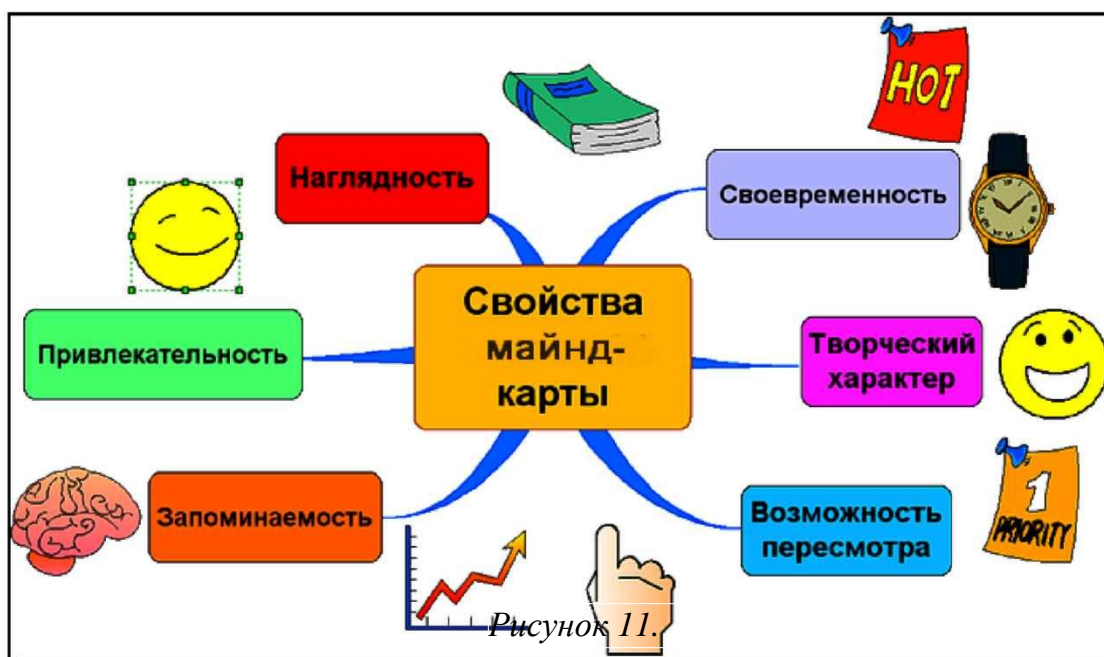 HOT
Наглядность
Своевременность
Свойства
майнд-
карты
Привлекательность
Творческий
характер
Запоминаемость
Возможность
пересмотра
1
PRIORITY
Рисунок 11.